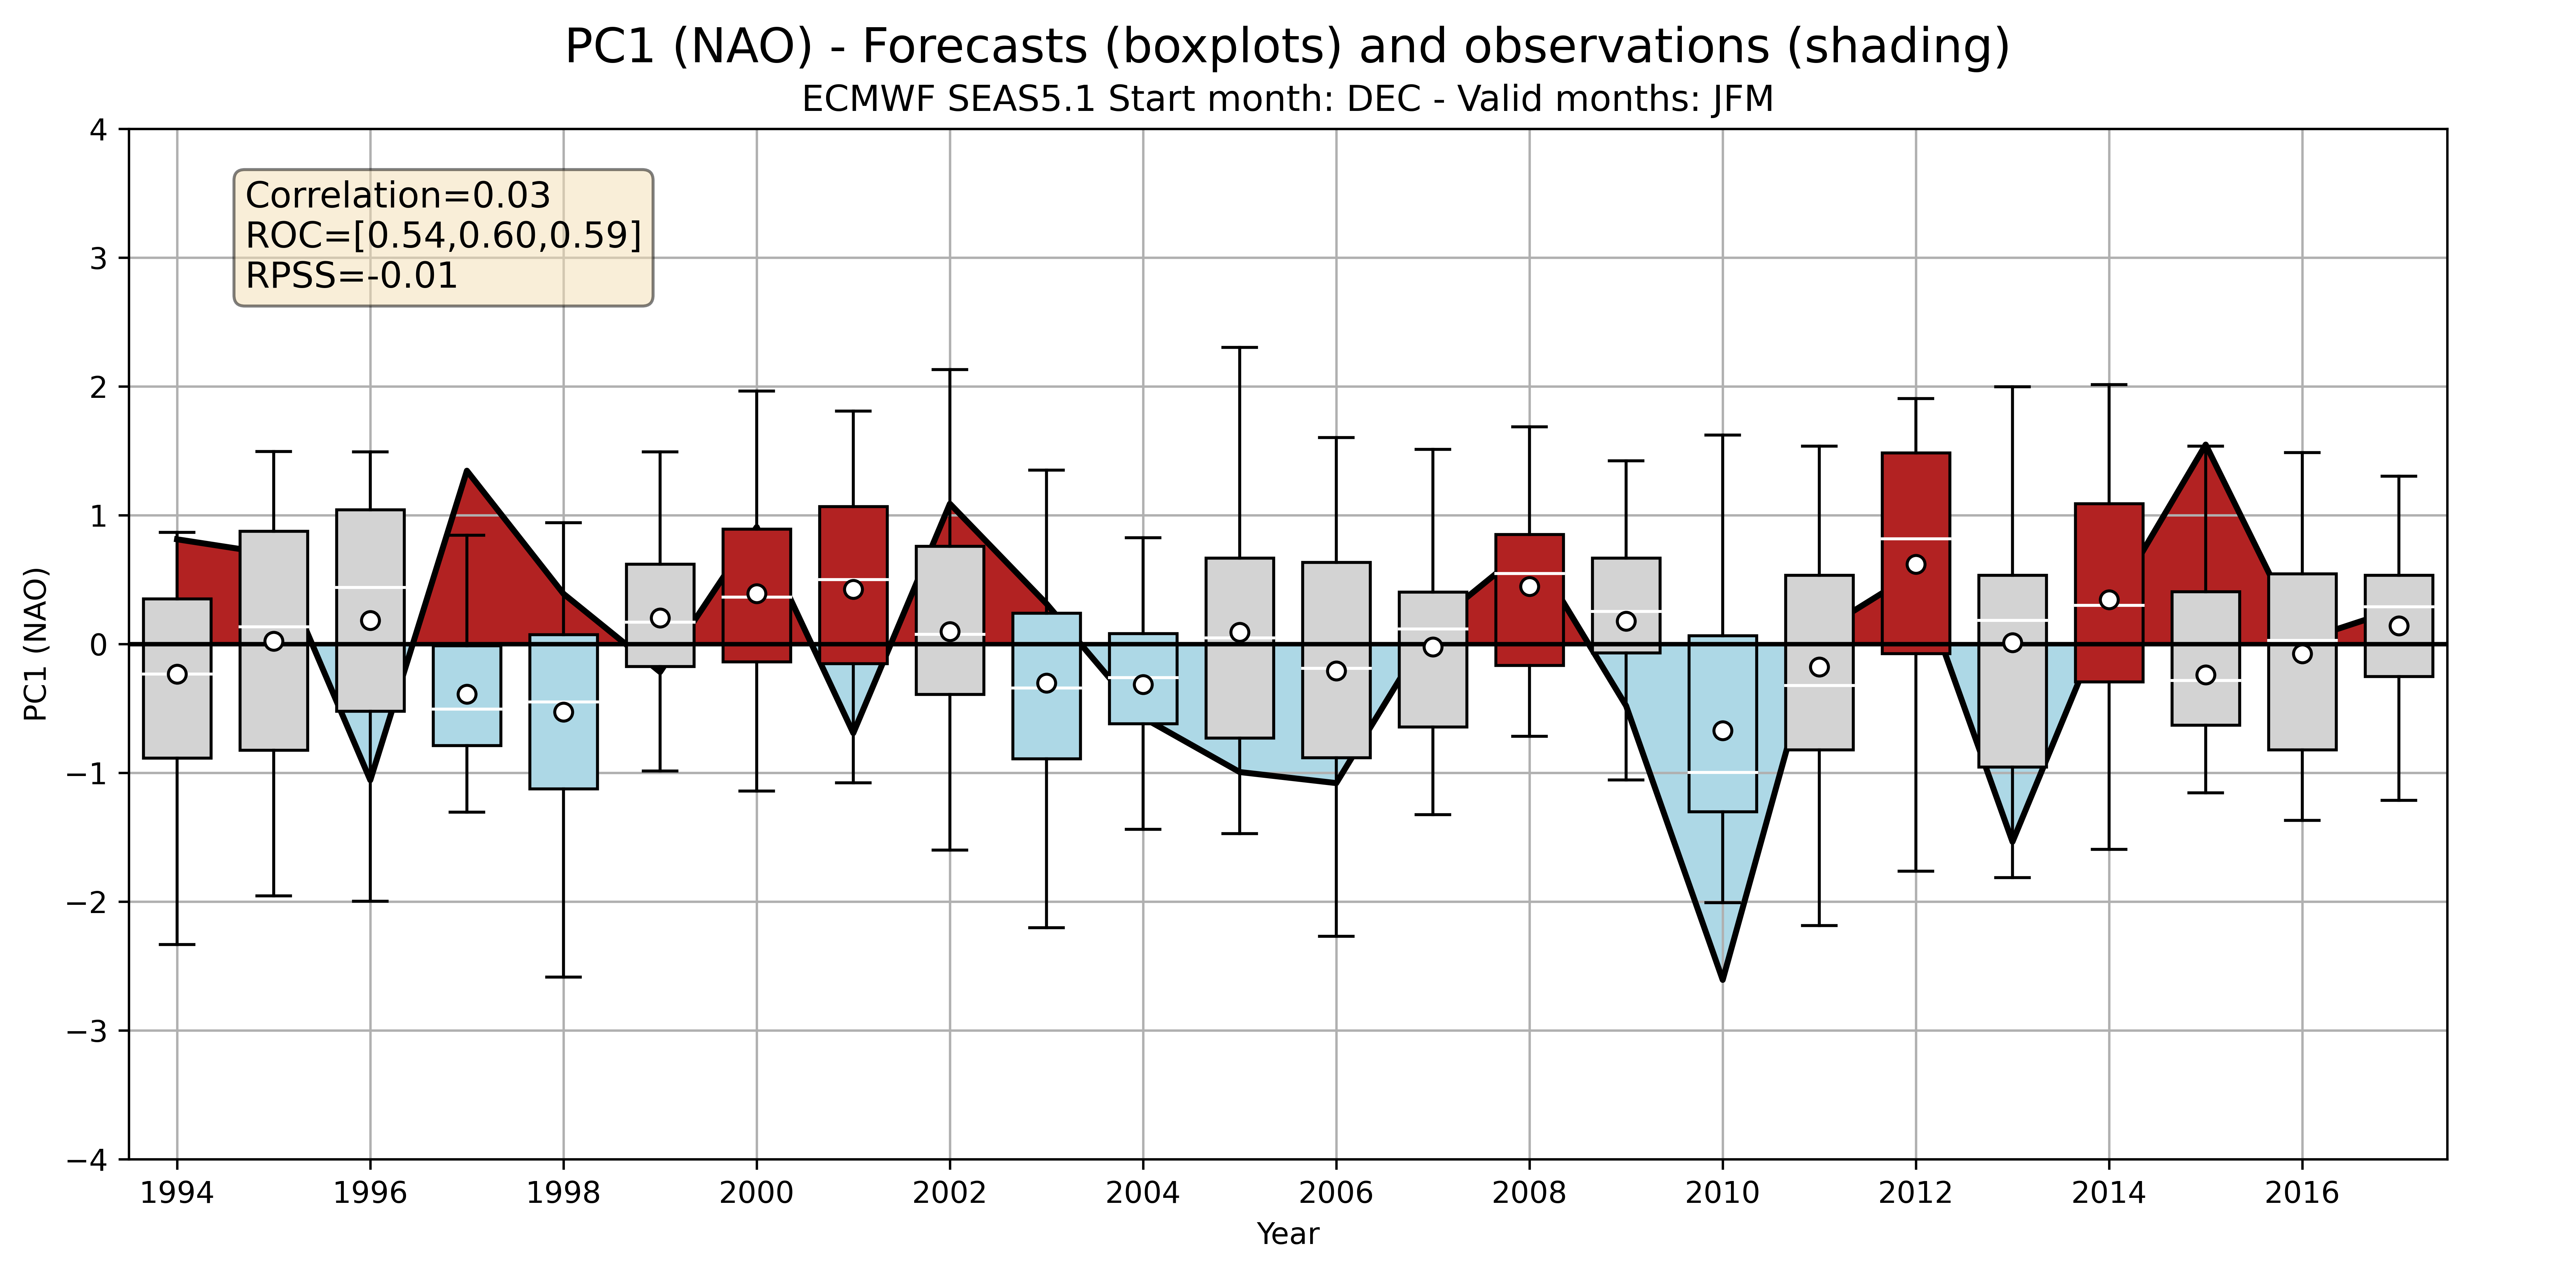 PC1 (NAO) - Forecasts (boxplots) and observations (shading)
ECMWF SEAS5.1 Start month: DEC - Valid months: JFM
Correlation=0.03
ROC=[0.54,0.60,0.59]
RPSS=-0.01
PC1 (NAO)
4
3
2
1
0
−1
−2
−3
−4
1994 1996 1998 2000 2002 2004 2006 2008 2010 2012 2014 2016
Year